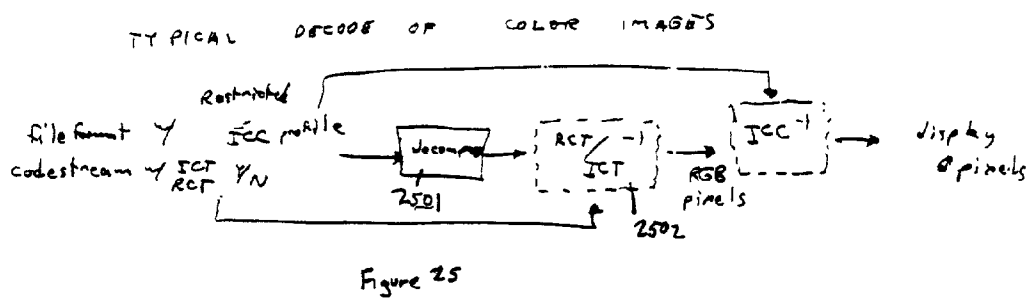 TYPICAL DECODE OF COLOR IMAGES
Restricted
file format w/ ICC profile
codestream w/ ICT Y/N
RCT
decomp
2501
RCT/ICT -1
2502
RGB
pixels
ICC -1
display
pixels
Figure 25